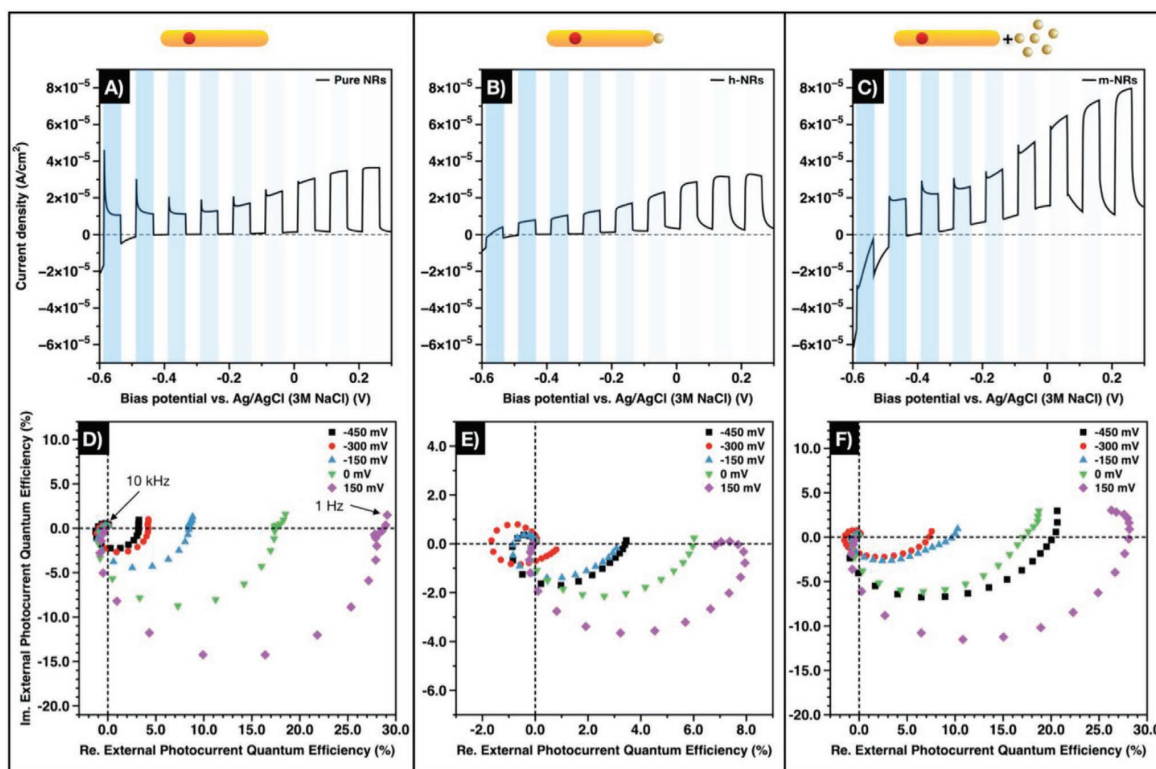 +
A)
Pure NRs
8×10⁻⁵
6×10⁻⁵
4×10⁻⁵
2×10⁻⁵
0
−2×10⁻⁵
−4×10⁻⁵
−6×10⁻⁵
Current density (A/cm²)
-0.6 -0.4 -0.2 0 0.2
Bias potential vs. Ag/AgCl (3M NaCl) (V)
B)
h-NRs
8×10⁻⁵
6×10⁻⁵
4×10⁻⁵
2×10⁻⁵
0
−2×10⁻⁵
−4×10⁻⁵
−6×10⁻⁵
-0.6 -0.4 -0.2 0 0.2
Bias potential vs. Ag/AgCl (3M NaCl) (V)
C)
m-NRs
8×10⁻⁵
6×10⁻⁵
4×10⁻⁵
2×10⁻⁵
0
−2×10⁻⁵
−4×10⁻⁵
−6×10⁻⁵
-0.6 -0.4 -0.2 0 0.2
Bias potential vs. Ag/AgCl (3M NaCl) (V)
D)
-450 mV
-300 mV
-150 mV
0 mV
150 mV
10 kHz
1 Hz
10.0
5.0
0.0
-5.0
-10.0
-15.0
-20.0
Im. External Photocurrent Quantum Efficiency (%)
0.0 5.0 10.0 15.0 20.0 25.0 30.0
Re. External Photocurrent Quantum Efficiency (%)
E)
-450 mV
-300 mV
-150 mV
0 mV
150 mV
4.0
2.0
0.0
-2.0
-4.0
-6.0
-2.0 0.0 2.0 4.0 6.0 8.0
Re. External Photocurrent Quantum Efficiency (%)
F)
-450 mV
-300 mV
-150 mV
0 mV
150 mV
10.0
5.0
0.0
-5.0
-10.0
-15.0
-20.0
0.0 5.0 10.0 15.0 20.0 25.0 30.0
Re. External Photocurrent Quantum Efficiency (%)